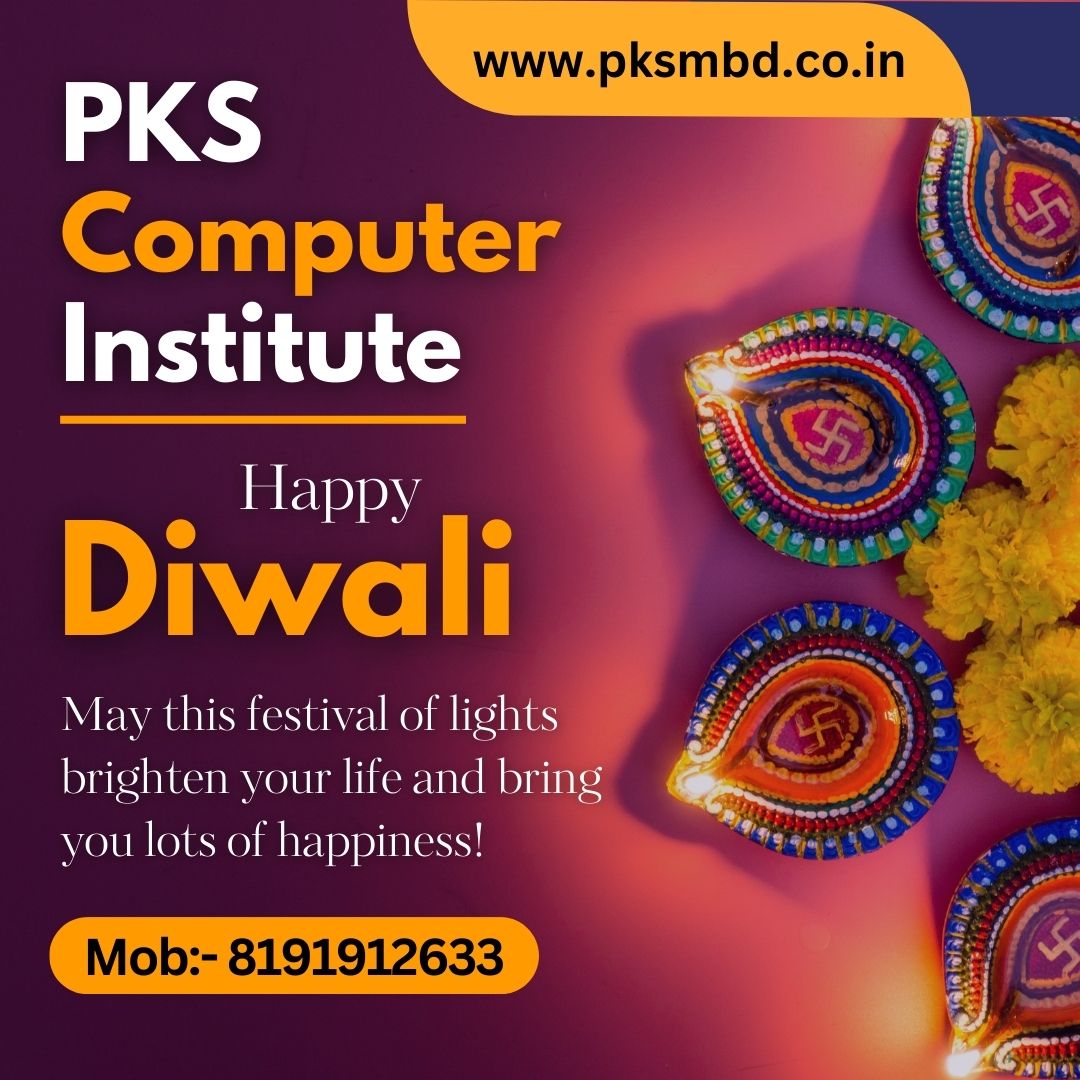 www.pksmbd.co.in
PKS
Computer
Institute
Happy
Diwali
May this festival of lights
brighten your life and bring
you lots of happiness!
Mob:- 8191912633